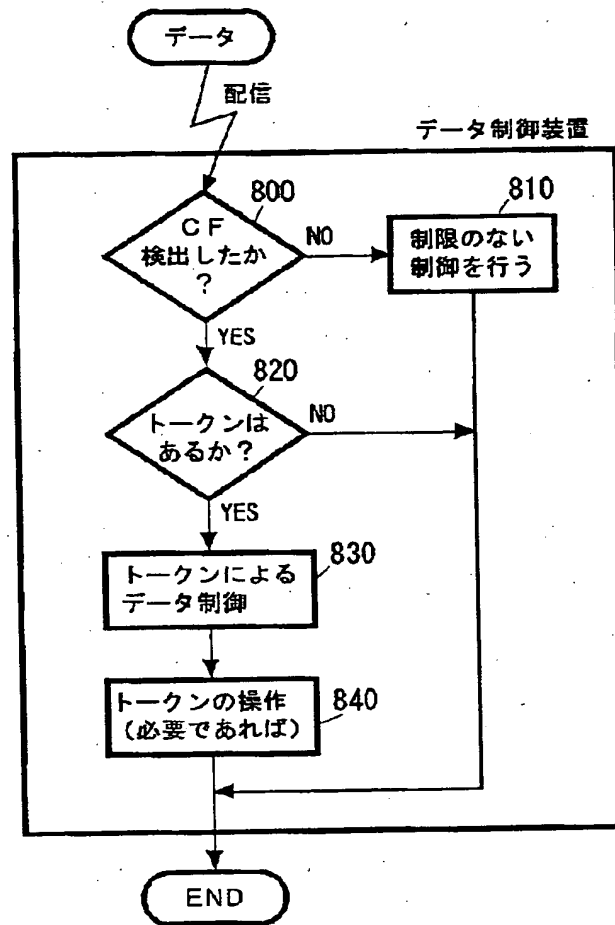 データ
配信
データ制御装置
800
CF
検出したか
?
NO
810
制限のない
制御を行う
YES
820
トークンは
あるか?
NO
YES
830
トークンによる
データ制御
840
トークンの操作
(必要であれば)
END